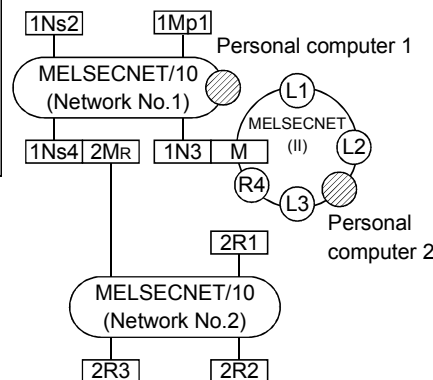 1Ns2
1Mp1
Personal computer 1
MELSECNET/10
(Network No.1)
L1
MELSECNET
(II)
L2
1Ns4
2MR
1N3
M
R4
L3
Personal
computer 2
2R1
MELSECNET/10
(Network No.2)
2R3
2R2